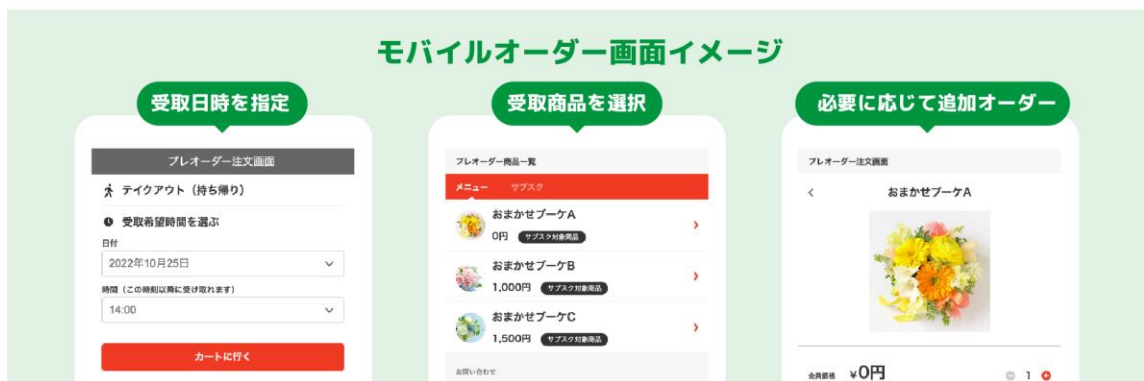 モバイルオーダー画面イメージ
受取日時を指定
プレオーダー注文画面
テイクアウト（持ち帰り）
受取希望時間を選ぶ
日付
2022年10月25日
時間（この時刻以降に受け取れます）
14:00
カートに行く
受取商品を選択
プレオーダー商品一覧
メニュー サブスク
おまかせブーケA
0円 サブスク対象商品
おまかせブーケB
1,000円 サブスク対象商品
おまかせブーケC
1,500円 サブスク対象商品
お問い合わせ
必要に応じて追加オーダー
プレオーダー注文画面
おまかせブーケA
会員価格 ¥0円
1